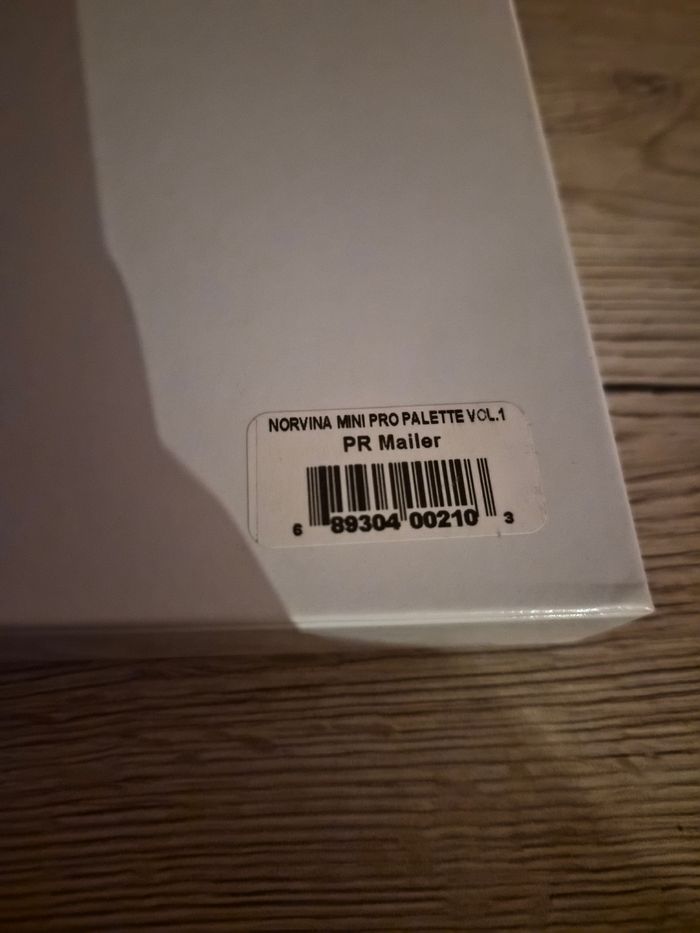 NORVINA MINI PRO PALETTE VOL.1
PR Mailer
6 89304 00210 3